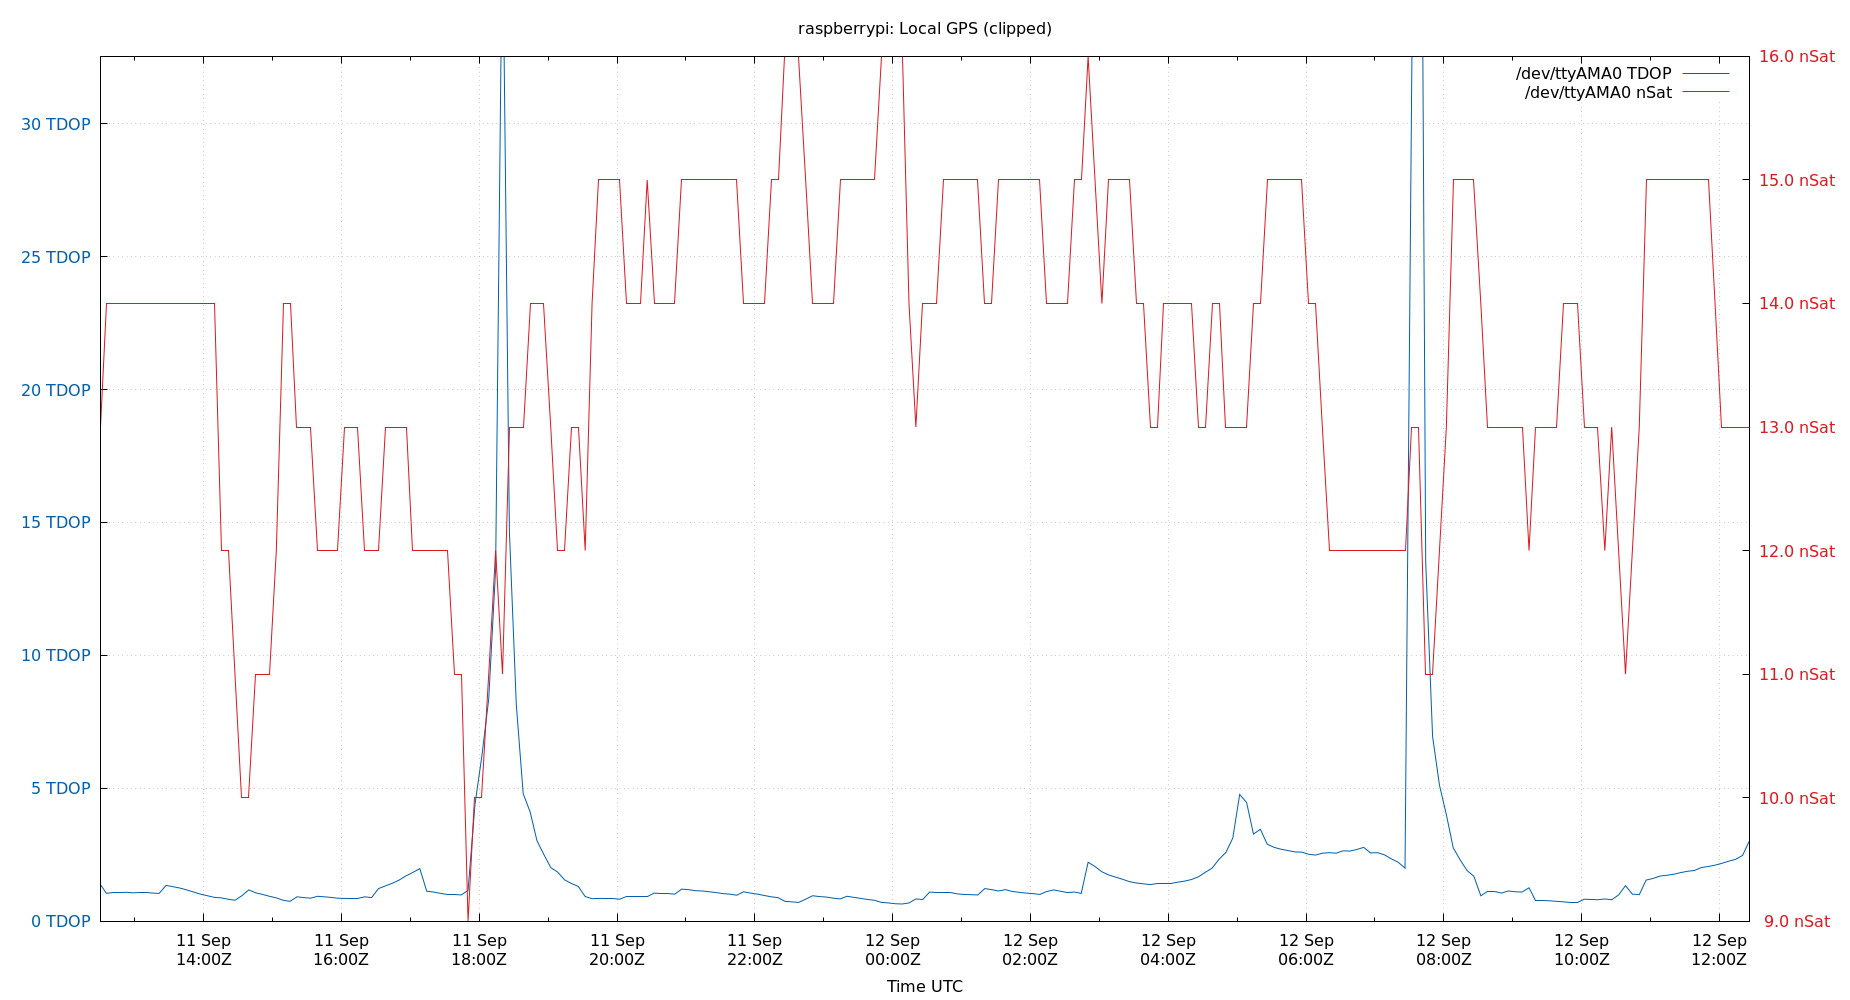 raspberrypi: Local GPS (clipped)
/dev/ttyAMA0 TDOP
/dev/ttyAMA0 nSat
30 TDOP
25 TDOP
20 TDOP
15 TDOP
10 TDOP
5 TDOP
0 TDOP
16.0 nSat
15.0 nSat
14.0 nSat
13.0 nSat
12.0 nSat
11.0 nSat
10.0 nSat
9.0 nSat
11 Sep
14:00Z
11 Sep
16:00Z
11 Sep
18:00Z
11 Sep
20:00Z
11 Sep
22:00Z
12 Sep
00:00Z
12 Sep
02:00Z
12 Sep
04:00Z
12 Sep
06:00Z
12 Sep
08:00Z
12 Sep
10:00Z
12 Sep
12:00Z
Time UTC